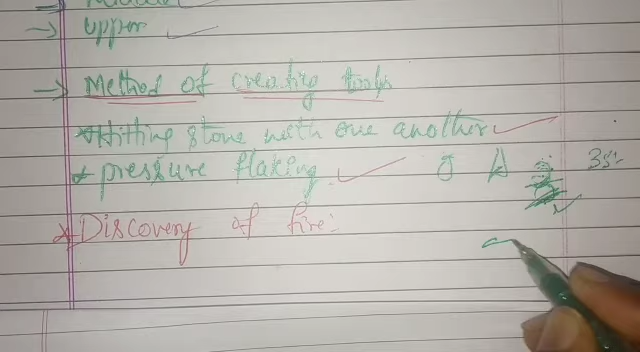 → Upper
→ Method of creating tools
* Hitting stone with one another
* pressure flaking
* Discovery of fire: